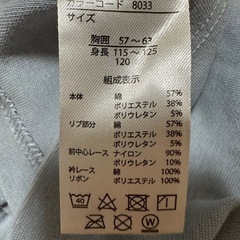 カラーコード 8033
サイズ
胸囲 57～63
身長 115～125
120
組成表示
本体 綿 57%
ポリエステル 38%
ポリウレタン 5%
リブ部分 綿 57%
ポリエステル 38%
ポリウレタン 5%
前中心レース ナイロン 90%
ポリウレタン 10%
衿レース 綿 100%
リボン ポリエステル 100%
40 W